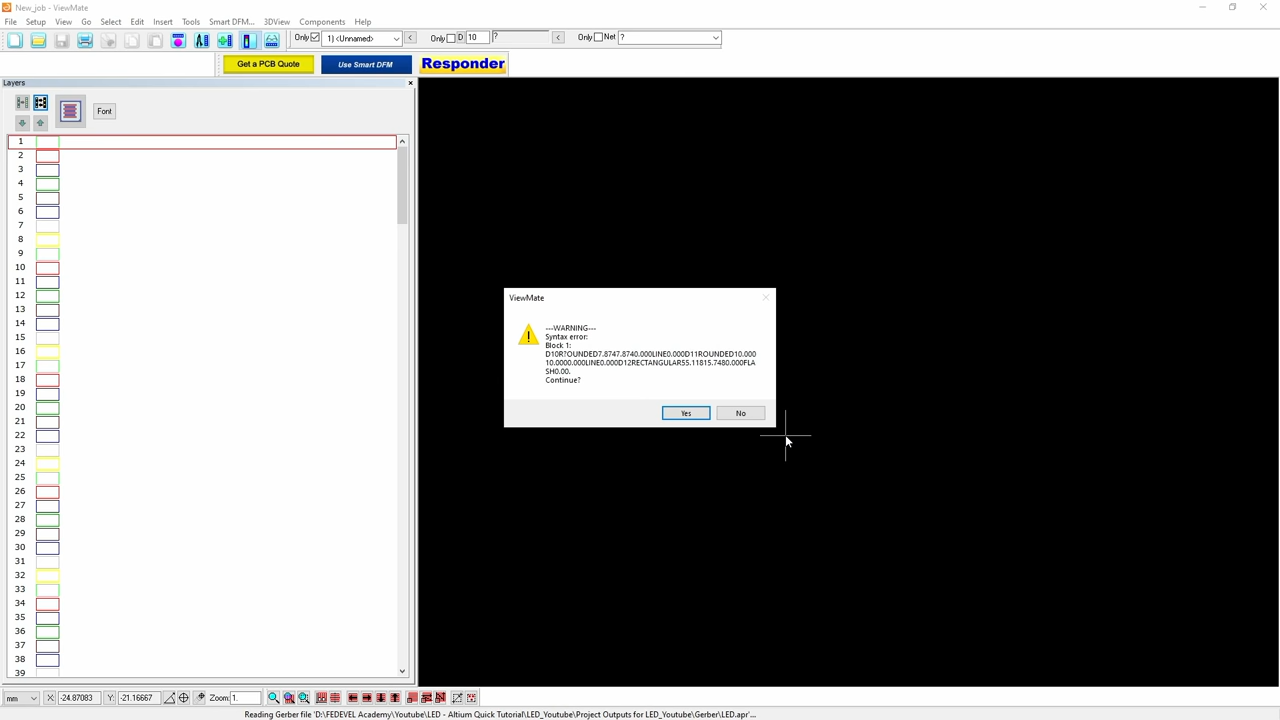 New_job - ViewMate
File Setup View Go Select Edit Insert Tools Smart DFM... 3DView Components Help
Only 1) <Unnamed> < Only D 10 ? < Only Net ?
Get a PCB Quote Use Smart DFM Responder
Layers
Font
1
2
3
4
5
6
7
8
9
10
11
12
13
14
15
16
17
18
19
20
21
22
23
24
25
26
27
28
29
30
31
32
33
34
35
36
37
38
39
ViewMate
---WARNING---
Syntax error:
Block 1:
D10R?OUNDED7.8747.8740.000LINE0.000D11ROUNDED10.000
10.0000.000LINE0.000D12RECTANGULAR55.11815.7480.000FLA
SH0.00.
Continue?
Yes No
mm X -24.87083 Y: -21.16667 Zoom: 1.
Reading Gerber file 'D:\FEDEVEL Academy\Youtube\LED - Altium Quick Tutorial\LED_Youtube\Project Outputs for LED_Youtube\Gerber\LED.apr'...